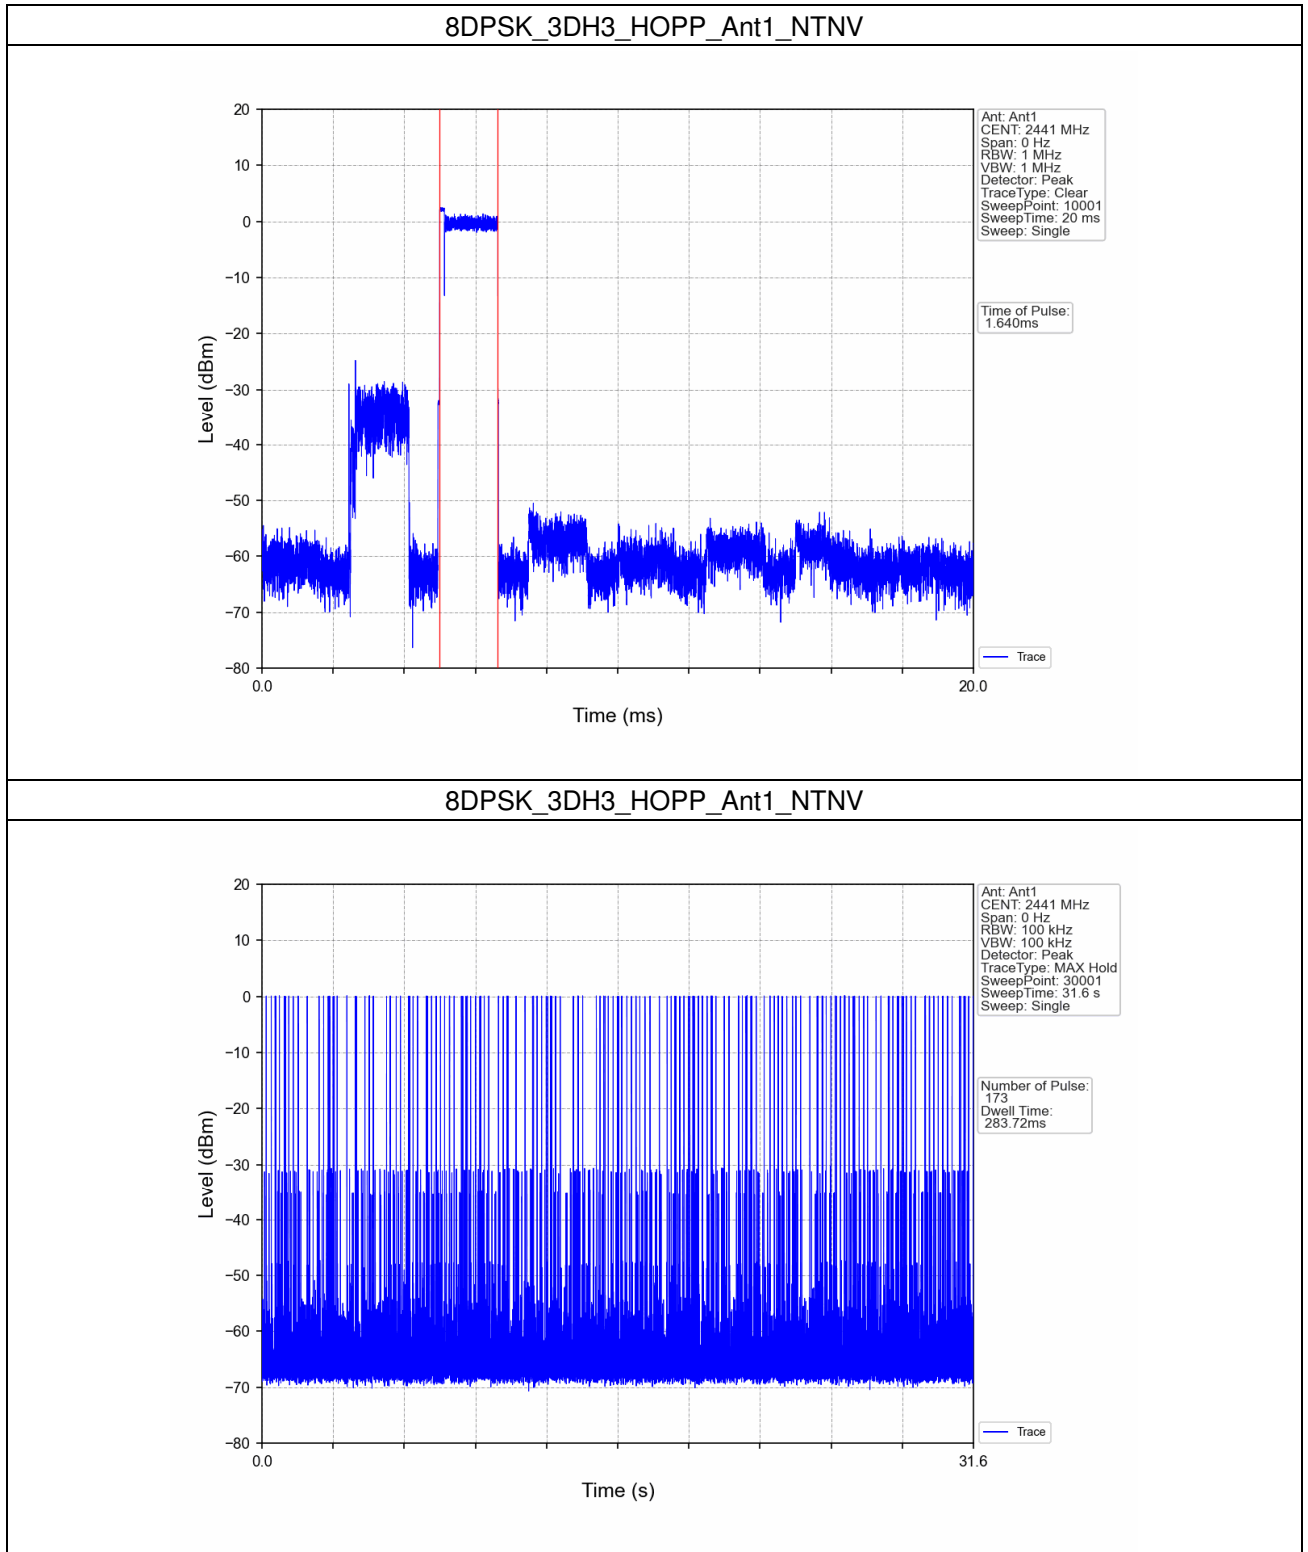 8DPSK_3DH3_HOPP_Ant1_NTNV
20
10
0
−10
−20
−30
−40
−50
−60
−70
−80
Level (dBm)
0.0
20.0
Time (ms)
Ant: Ant1
CENT: 2441 MHz
Span: 0 Hz
RBW: 1 MHz
VBW: 1 MHz
Detector: Peak
TraceType: Clear
SweepPoint: 10001
SweepTime: 20 ms
Sweep: Single
Time of Pulse:
1.640ms
Trace
8DPSK_3DH3_HOPP_Ant1_NTNV
20
10
0
−10
−20
−30
−40
−50
−60
−70
−80
Level (dBm)
0.0
31.6
Time (s)
Ant: Ant1
CENT: 2441 MHz
Span: 0 Hz
RBW: 100 kHz
VBW: 100 kHz
Detector: Peak
TraceType: MAX Hold
SweepPoint: 30001
SweepTime: 31.6 s
Sweep: Single
Number of Pulse:
173
Dwell Time:
283.72ms
Trace